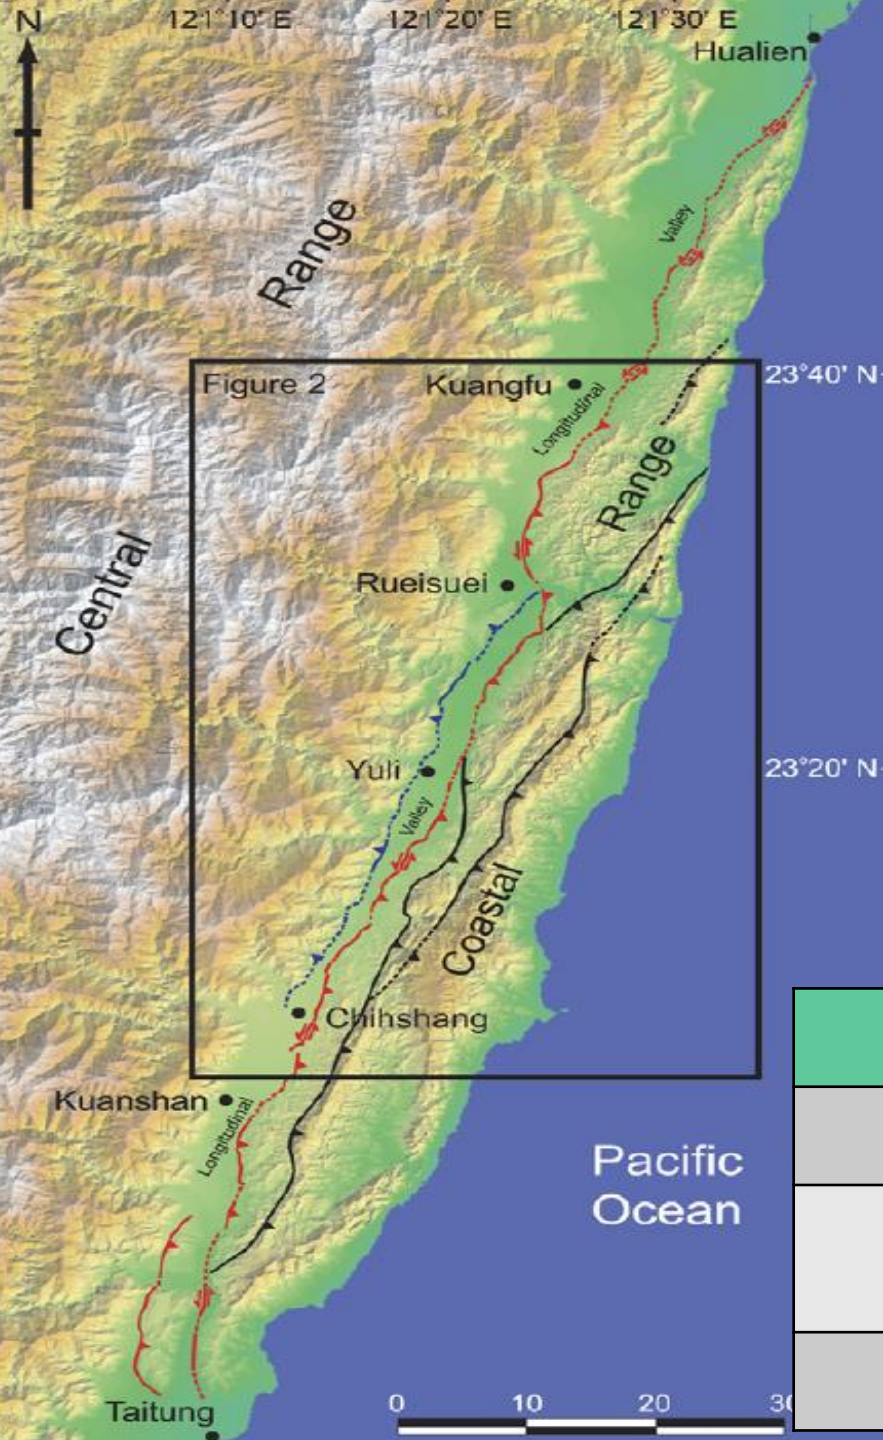 N
121°10' E
121°20' E
121°30' E
Hualien
Valley
Range
Figure 2
Kuangfu
23°40' N
Longitudinal
Range
Central
Rueisuei
Yuli
23°20' N
Valley
Coastal
Chihshang
Kuanshan
Longitudinal
Pacific
Ocean
Taitung
0
10
20